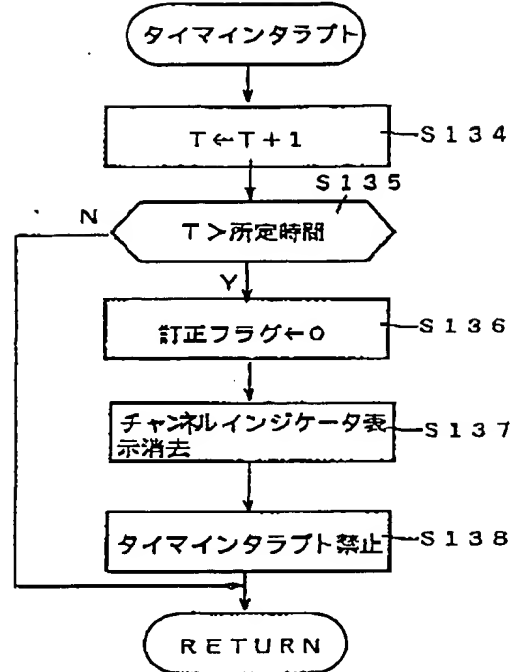 タイマインタラプト
T←T+1
S134
S135
N
T>所定時間
Y
訂正フラグ←0
S136
チャンネルインジケータ表
示消去
S137
タイマインタラプト禁止
S138
RETURN